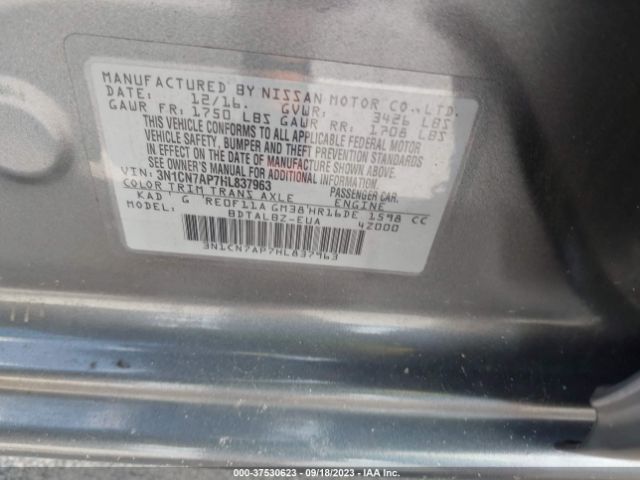 MANUFACTURED BY NISSAN MOTOR CO.,LTD.
DATE: 12/16. GVWR: 3426 LBS
GAWR FR: 1750 LBS GAWR RR: 1708 LBS
THIS VEHICLE CONFORMS TO ALL APPLICABLE FEDERAL MOTOR
VEHICLE SAFETY, BUMPER AND THEFT PREVENTION STANDARDS
IN EFFECT ON THE DATE OF MANUFACTURE SHOWN ABOVE.
SEE OWNER'S MANUAL FOR ADDITIONAL INFORMATION.
VIN: 3N1CN7AP7HL837963 PASSENGER CAR.
COLOR TRIM TRANS AXLE ENGINE
KAD G RE0F11A GM38 HR16DE 1598 CC
MODEL: BDTALBZ-EUA 4Z000
3N1CN7AP7HL837963
000-37530623 - 09/18/2023 - IAA Inc.